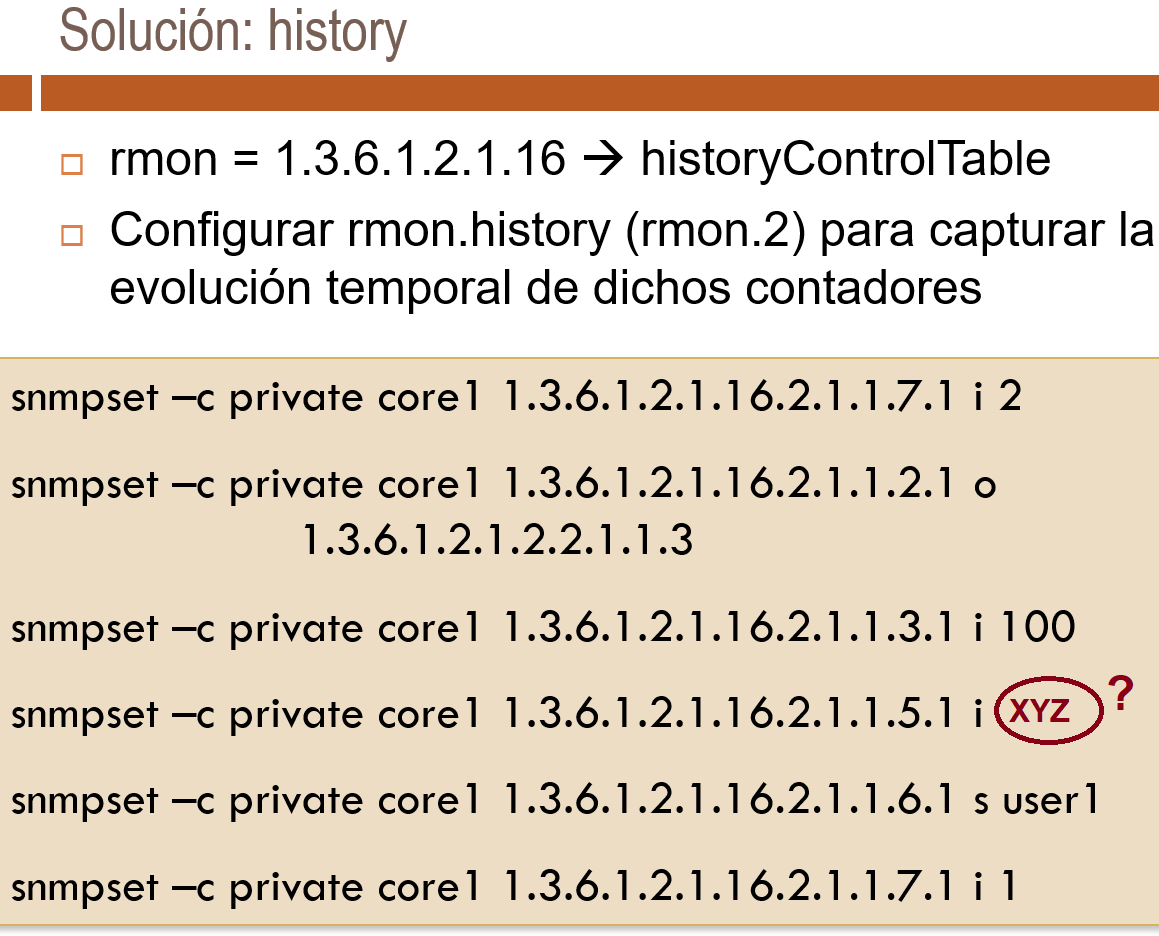 Solución: history
rmon = 1.3.6.1.2.1.16 → historyControlTable
Configurar rmon.history (rmon.2) para capturar la
evolución temporal de dichos contadores
snmpset –c private core1 1.3.6.1.2.1.16.2.1.1.7.1 i 2
snmpset –c private core1 1.3.6.1.2.1.16.2.1.1.2.1 o
1.3.6.1.2.1.2.2.1.1.3
snmpset –c private core1 1.3.6.1.2.1.16.2.1.1.3.1 i 100
snmpset –c private core1 1.3.6.1.2.1.16.2.1.1.5.1 i XYZ ?
snmpset –c private core1 1.3.6.1.2.1.16.2.1.1.6.1 s user1
snmpset –c private core1 1.3.6.1.2.1.16.2.1.1.7.1 i 1